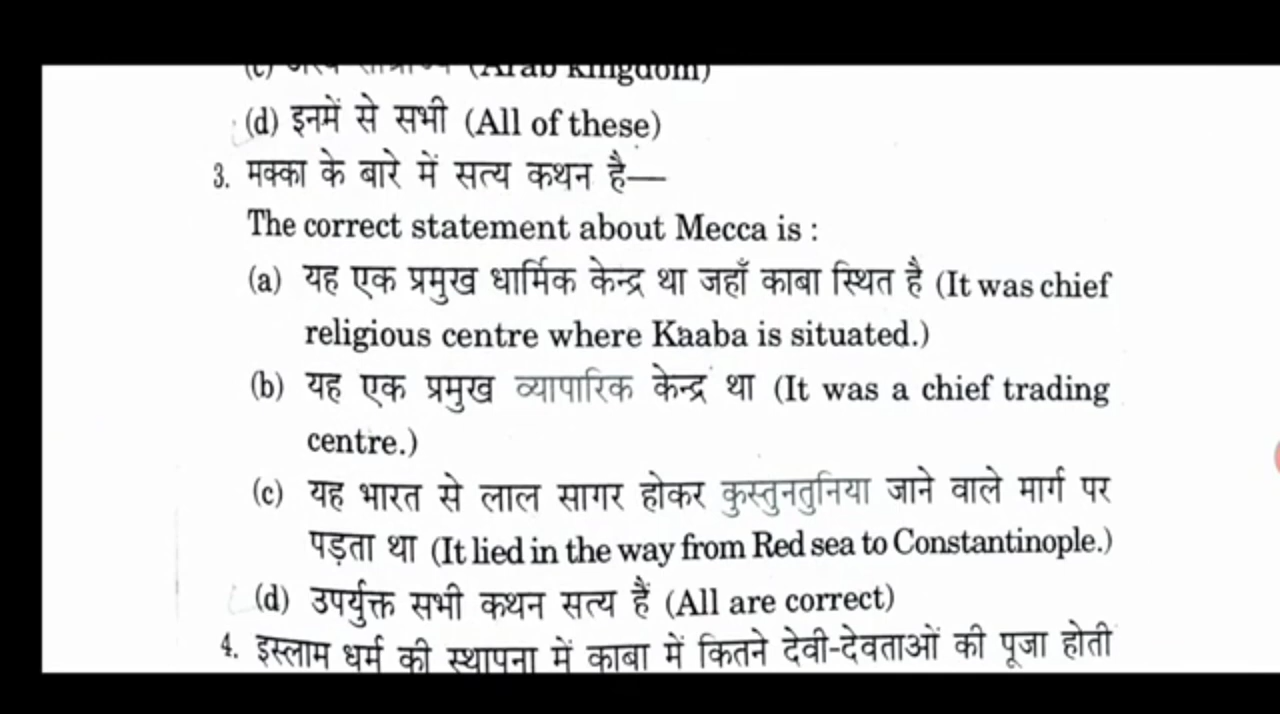 (c) अरब साम्राज्य (Arab kingdom)
(d) इनमें से सभी (All of these)
3. मक्का के बारे में सत्य कथन है—
The correct statement about Mecca is :
(a) यह एक प्रमुख धार्मिक केन्द्र था जहाँ काबा स्थित है (It was chief
religious centre where Kaaba is situated.)
(b) यह एक प्रमुख व्यापारिक केन्द्र था (It was a chief trading
centre.)
(c) यह भारत से लाल सागर होकर कुस्तुनतुनिया जाने वाले मार्ग पर
पड़ता था (It lied in the way from Red sea to Constantinople.)
(d) उपर्युक्त सभी कथन सत्य हैं (All are correct)
4. इस्लाम धर्म की स्थापना में काबा में कितने देवी-देवताओं की पूजा होती